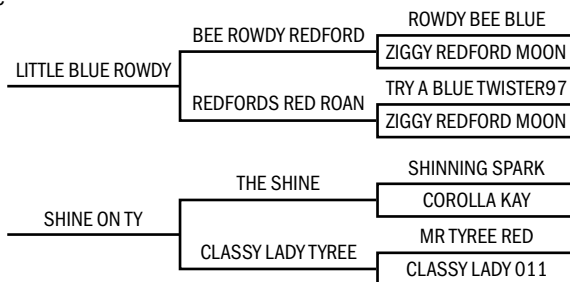 ROWDY BEE BLUE
BEE ROWDY REDFORD
ZIGGY REDFORD MOON
LITTLE BLUE ROWDY
TRY A BLUE TWISTER97
REDFORDS RED ROAN
ZIGGY REDFORD MOON
SHINNING SPARK
THE SHINE
COROLLA KAY
SHINE ON TY
MR TYREE RED
CLASSY LADY TYREE
CLASSY LADY 011